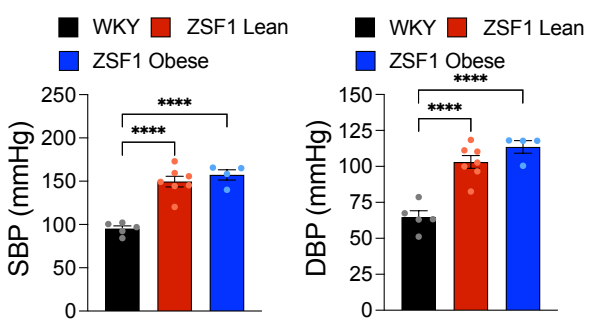 WKY ZSF1 Lean
ZSF1 Obese
SBP (mmHg)
250
200
150
100
50
0
****
****
WKY ZSF1 Lean
ZSF1 Obese
DBP (mmHg)
150
125
100
75
50
25
0
****
****